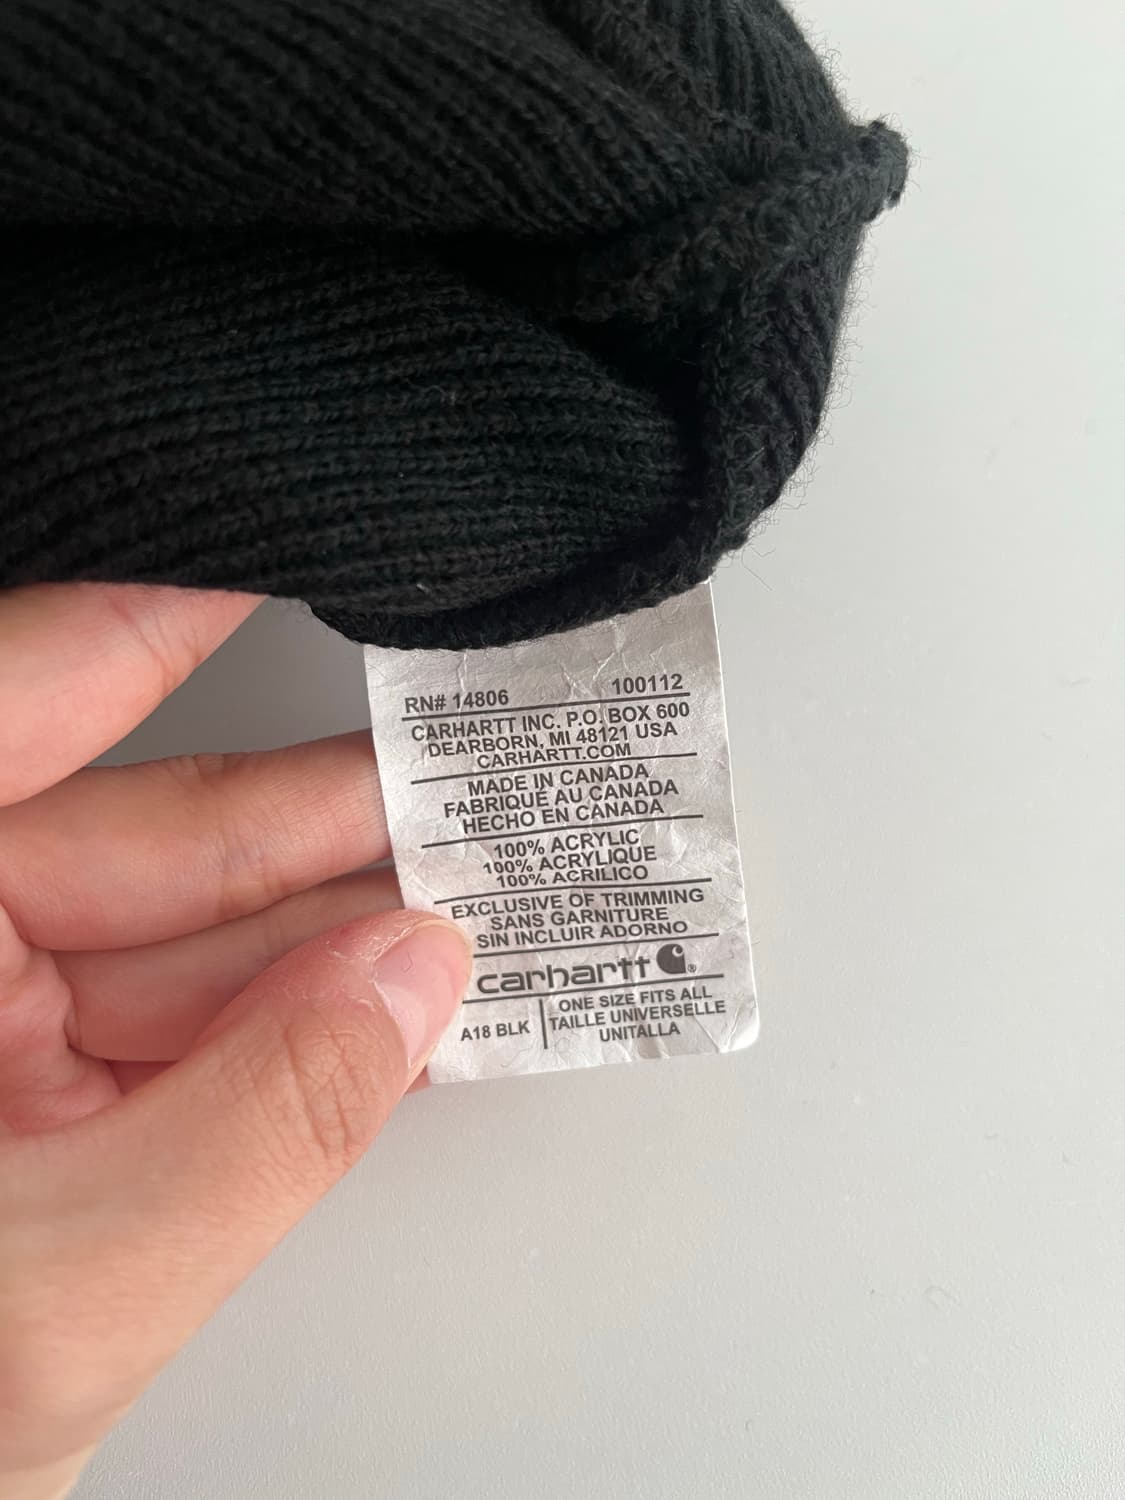 RN# 14806 100112
CARHARTT INC. P.O. BOX 600
DEARBORN, MI 48121 USA
CARHARTT.COM
MADE IN CANADA
FABRIQUÉ AU CANADA
HECHO EN CANADA
100% ACRYLIC
100% ACRYLIQUE
100% ACRILICO
EXCLUSIVE OF TRIMMING
SANS GARNITURE
SIN INCLUIR ADORNO
carhartt ®
A18 BLK
ONE SIZE FITS ALL
TAILLE UNIVERSELLE
UNITALLA